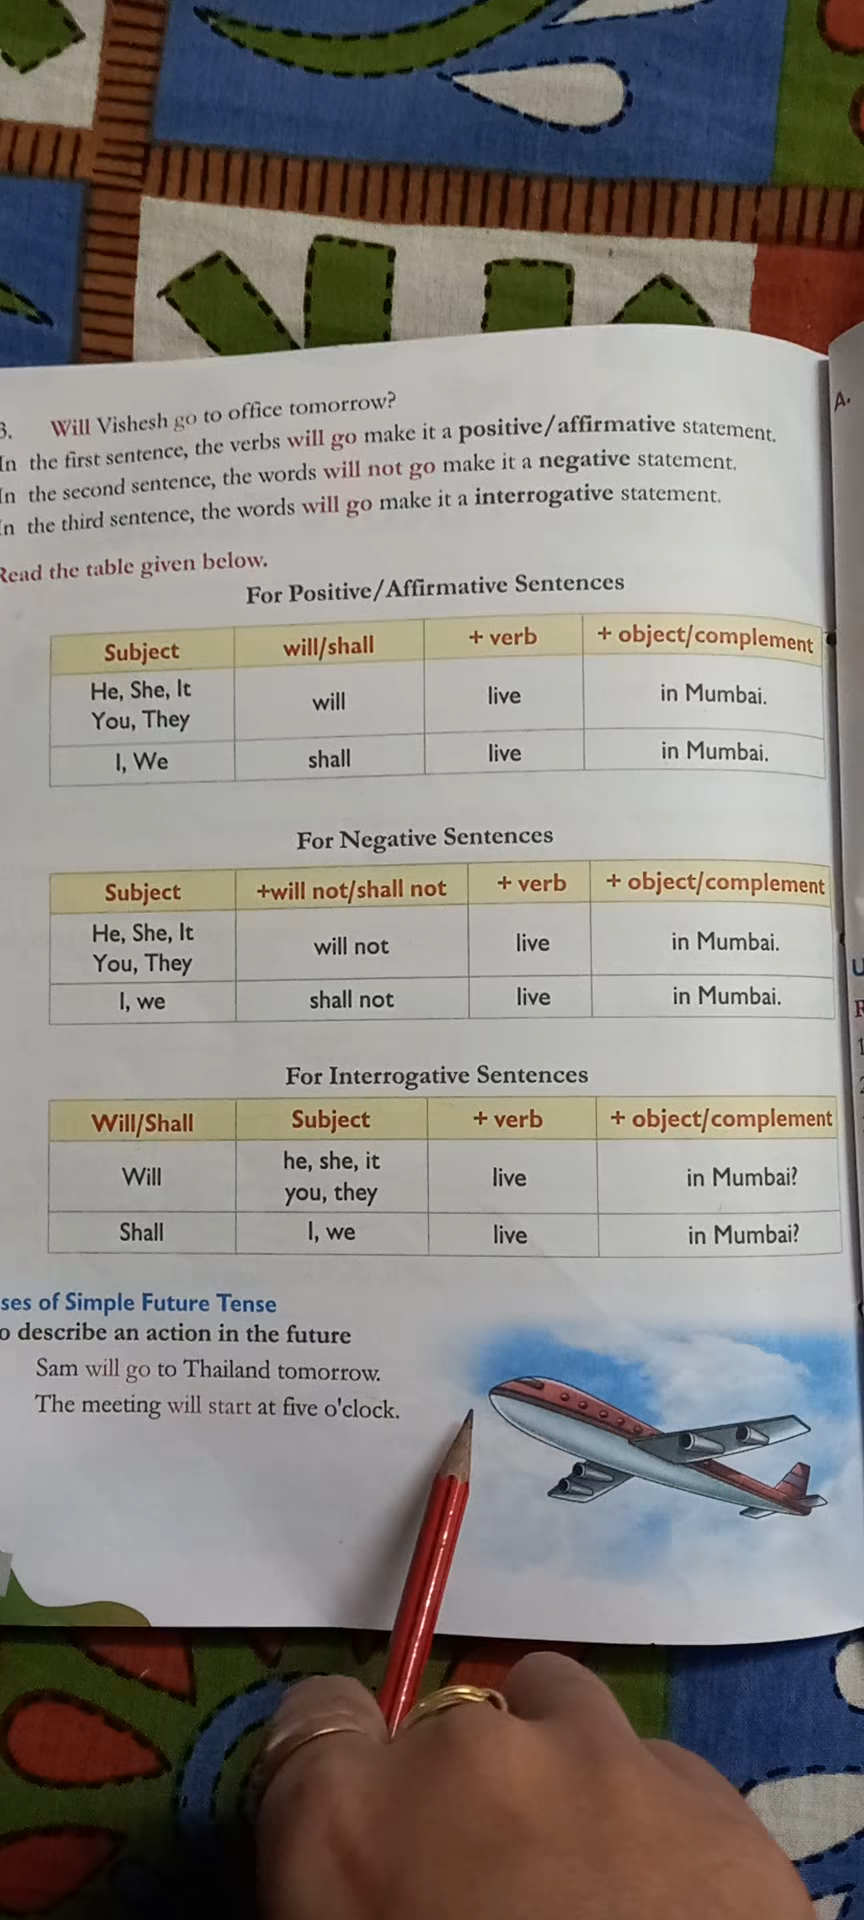 3. Will Vishesh go to office tomorrow?
In the first sentence, the verbs will go make it a positive/affirmative statement.
In the second sentence, the words will not go make it a negative statement.
In the third sentence, the words will go make it a interrogative statement.
Read the table given below.
For Positive/Affirmative Sentences
Subject will/shall + verb + object/complement
He, She, It
You, They will live in Mumbai.
I, We shall live in Mumbai.
For Negative Sentences
Subject +will not/shall not + verb + object/complement
He, She, It
You, They will not live in Mumbai.
I, we shall not live in Mumbai.
For Interrogative Sentences
Will/Shall Subject + verb + object/complement
he, she, it
Will you, they live in Mumbai?
Shall I, we live in Mumbai?
ses of Simple Future Tense
o describe an action in the future
Sam will go to Thailand tomorrow.
The meeting will start at five o'clock.
A.